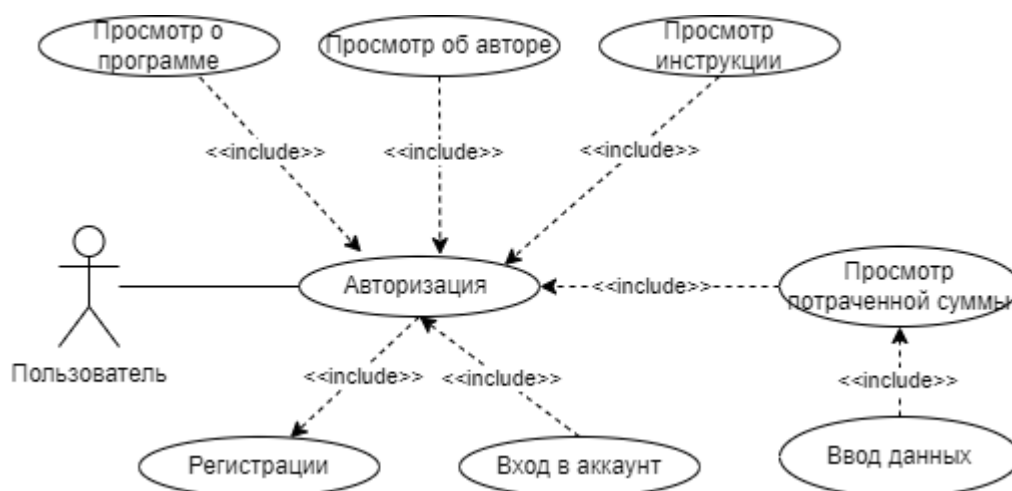 Просмотр о
программе
Просмотр об авторе
Просмотр
инструкции
<<include>>
<<include>>
<<include>>
Авторизация
<<include>>
Просмотр
потраченной суммы
Пользователь
<<include>>
<<include>>
<<include>>
Регистрации
Вход в аккаунт
Ввод данных